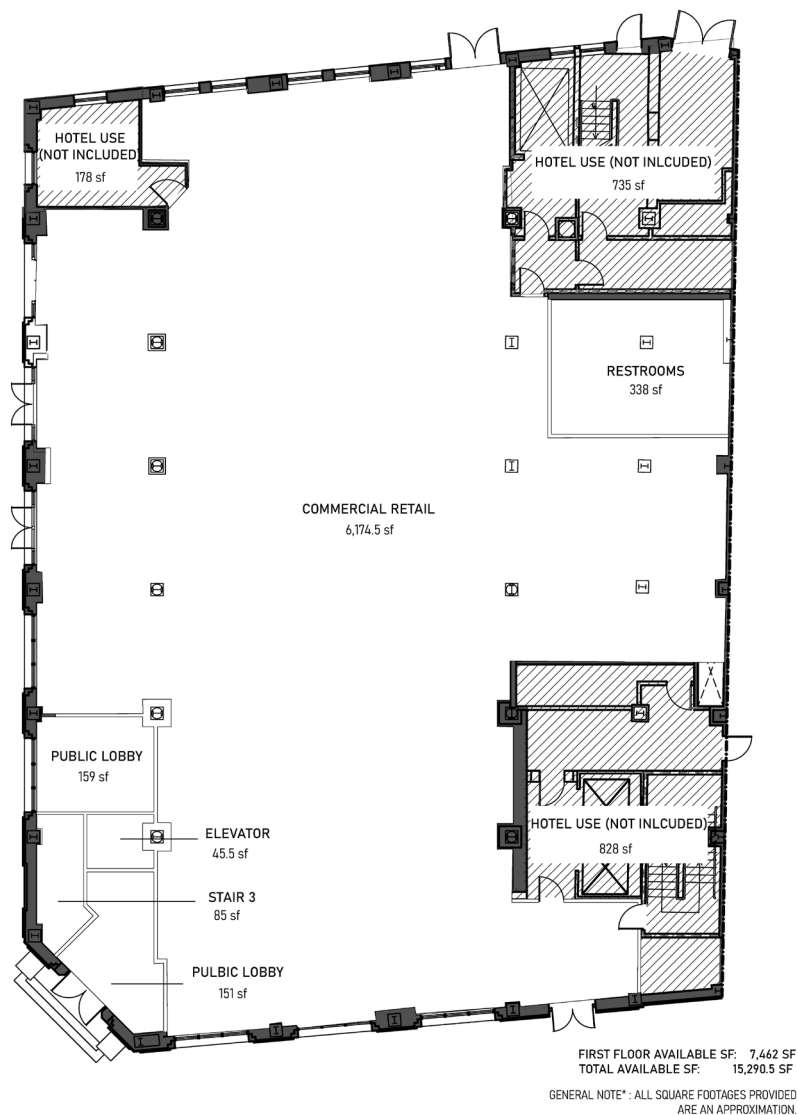 HOTEL USE
(NOT INCLUDED)
178 sf
HOTEL USE (NOT INLCUDED)
735 sf
RESTROOMS
338 sf
COMMERCIAL RETAIL
6,174.5 sf
PUBLIC LOBBY
159 sf
ELEVATOR
45.5 sf
HOTEL USE (NOT INLCUDED)
828 sf
STAIR 3
85 sf
PULBIC LOBBY
151 sf
FIRST FLOOR AVAILABLE SF: 7,462 SF
TOTAL AVAILABLE SF: 15,290.5 SF
GENERAL NOTE* : ALL SQUARE FOOTAGES PROVIDED
ARE AN APPROXIMATION.